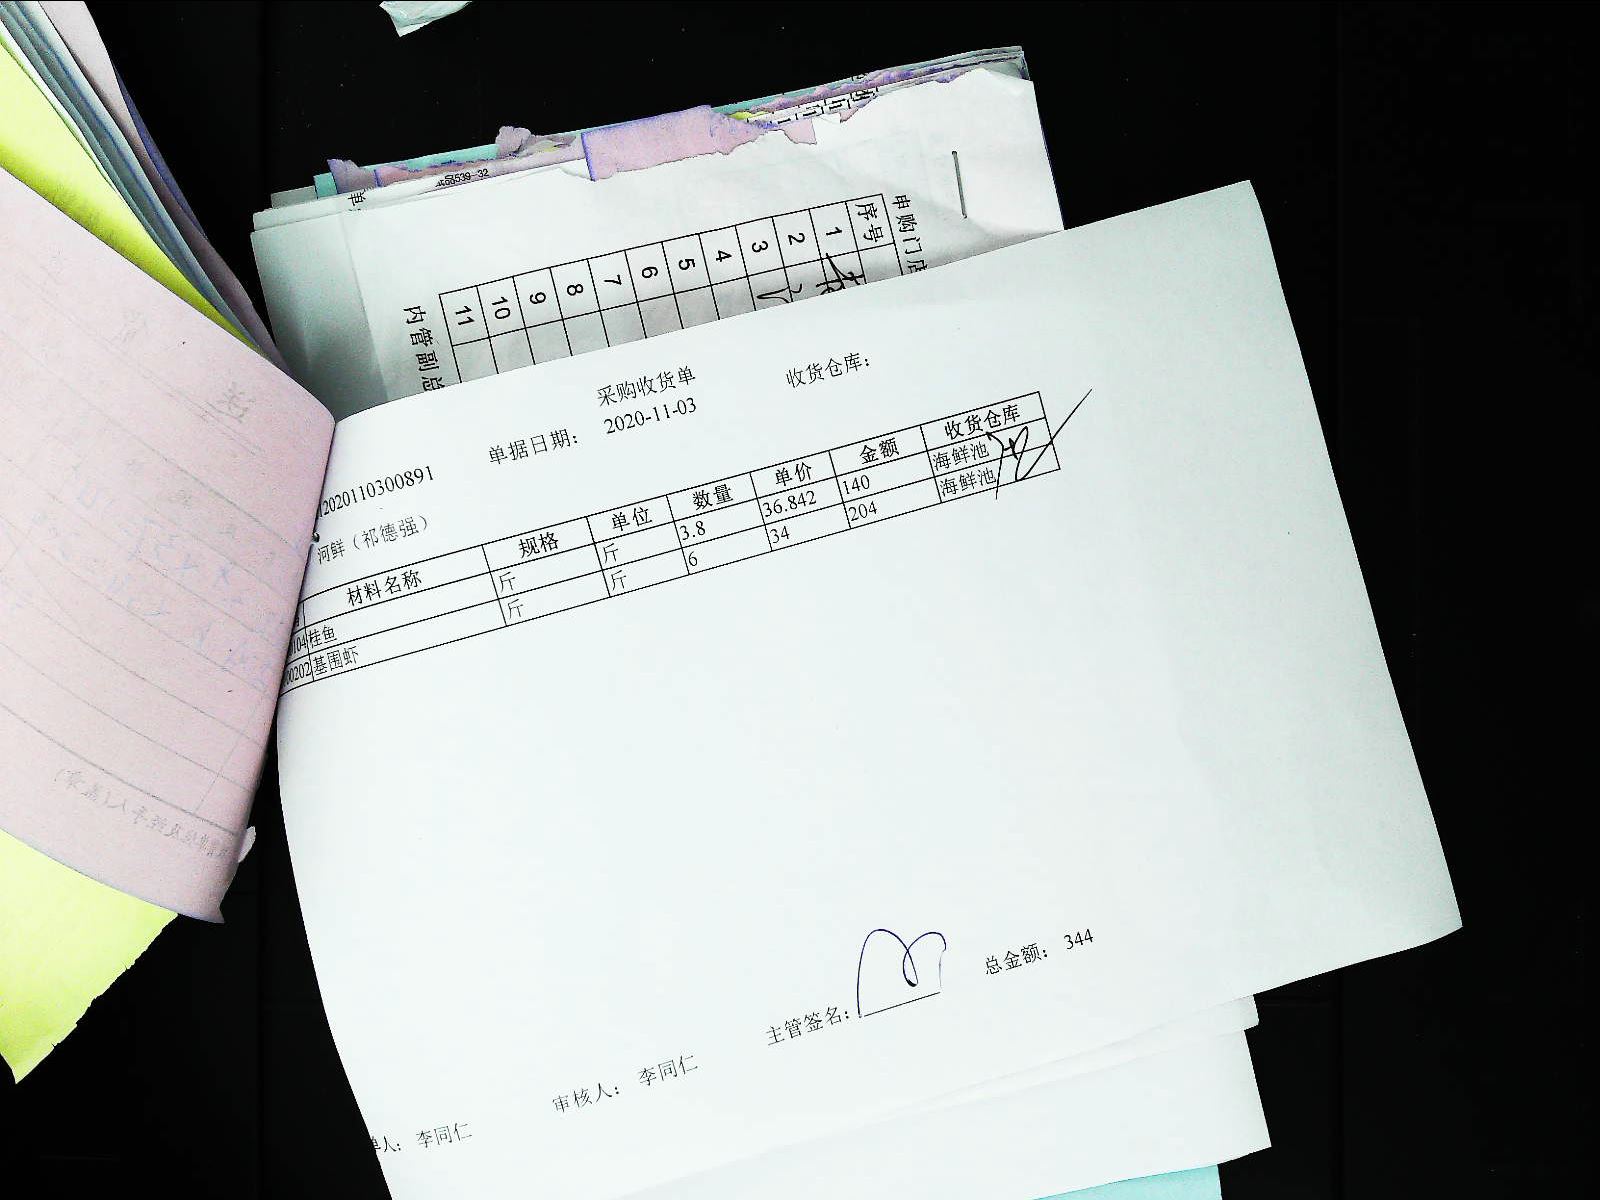 采购收货单 收货仓库：
单据日期： 2020-11-03
2020110300891
河鲜（祁德强）
材料名称 规格 单位 数量 单价 金额 收货仓库
104 桂鱼 斤 斤 3.8 36.842 140 海鲜池
00202 基围虾 斤 斤 6 34 204 海鲜池
主管签名： 总金额： 344
单人： 李同仁 审核人： 李同仁
申购门店
序号 1 2 3 4 5 6 7 8 9 10 11
内管副总